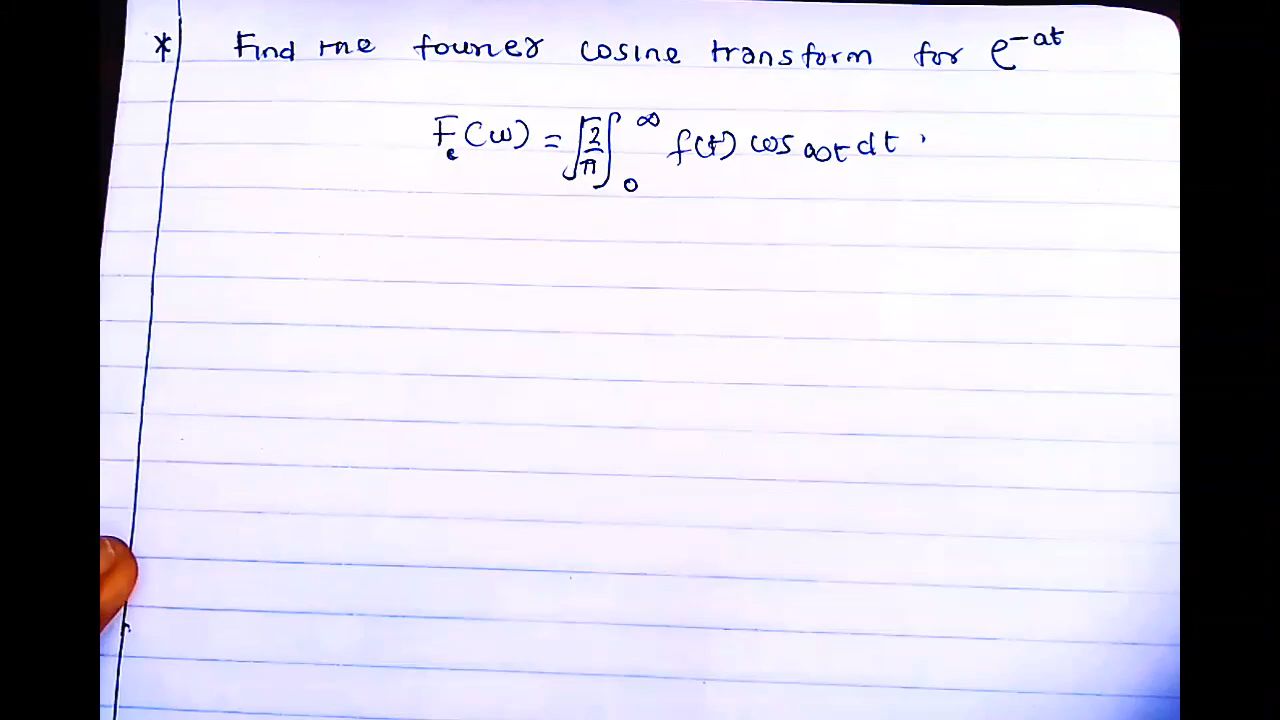 * Find the fourier cosine transform for e^-at
F_c(ω) = √2/π ∫_0^∞ f(t) cos ωt dt .